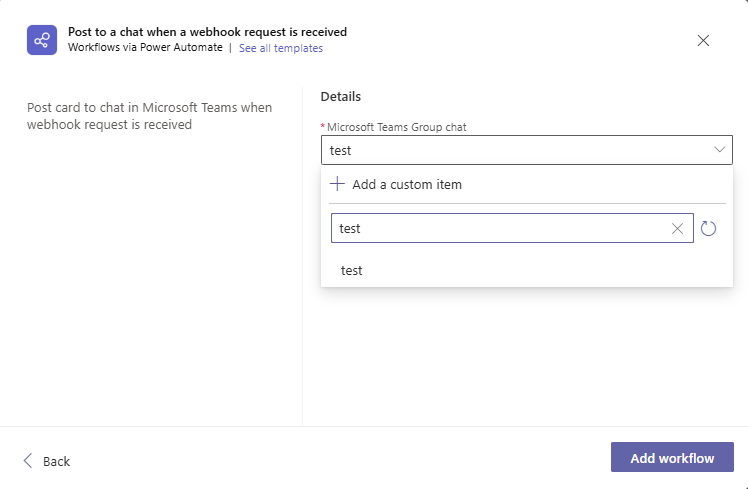 Post to a chat when a webhook request is received
Workflows via Power Automate | See all templates
Post card to chat in Microsoft Teams when
webhook request is received
Details
*Microsoft Teams Group chat
test
Add a custom item
test
test
Back
Add workflow